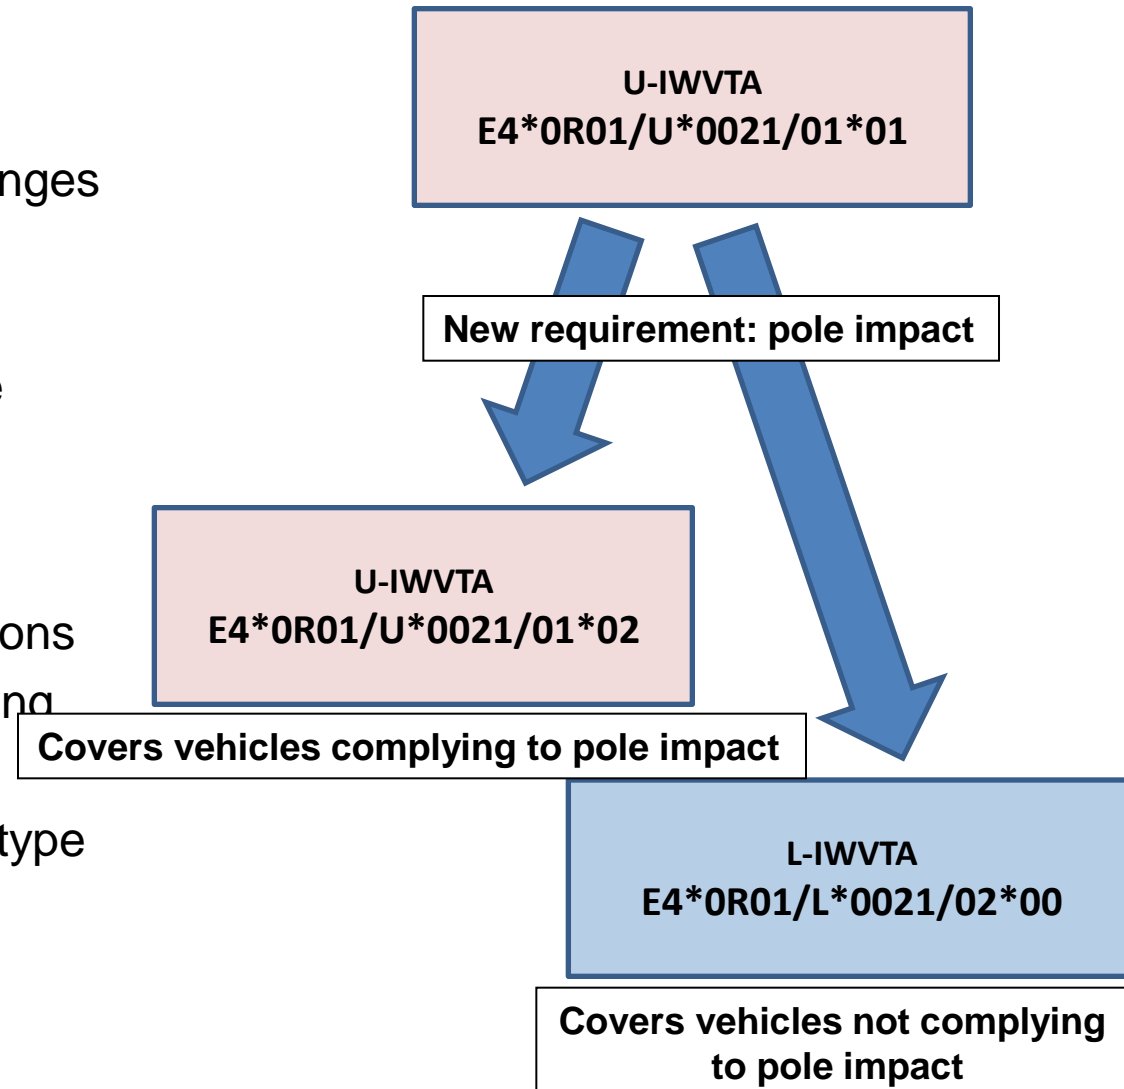 U-IWVTA
E4*0R01/U*0021/01*01
nges
New requirement: pole impact
e
U-IWVTA
E4*0R01/U*0021/01*02
ons
ng
Covers vehicles complying to pole impact
type
L-IWVTA
E4*0R01/L*0021/02*00
Covers vehicles not complying
to pole impact